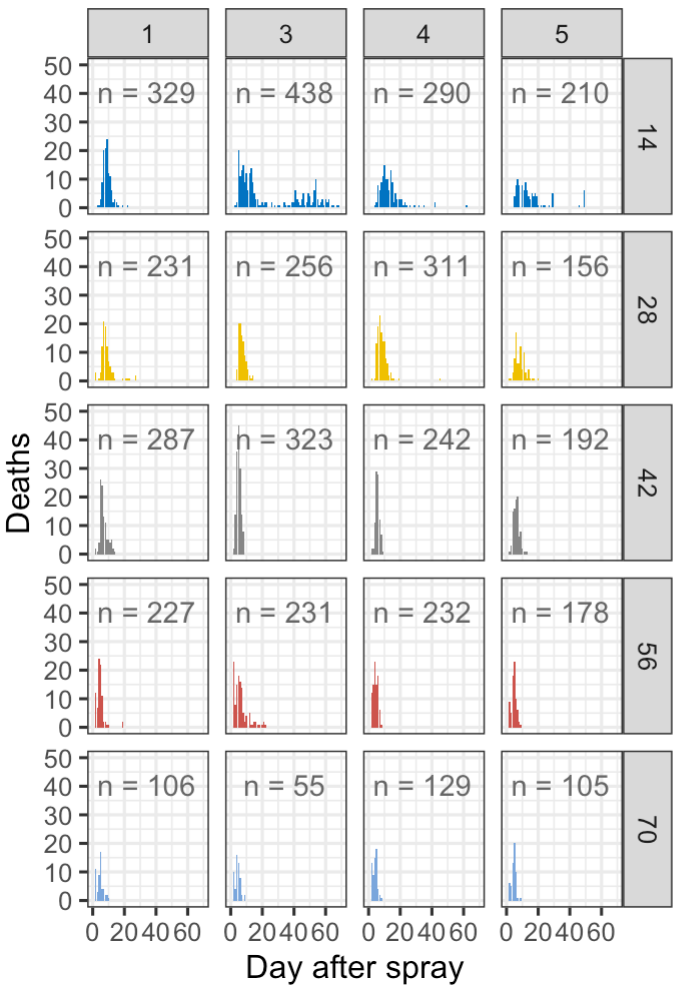 1 3 4 5
50 n = 329 n = 438 n = 290 n = 210 14
40
30
20
10
0
50 n = 231 n = 256 n = 311 n = 156 28
40
30
20
10
0
50 n = 287 n = 323 n = 242 n = 192 42
40
30
20
10
0
Deaths
50 n = 227 n = 231 n = 232 n = 178 56
40
30
20
10
0
50 n = 106 n = 55 n = 129 n = 105 70
40
30
20
10
0
0 20 40 60 0 20 40 60 0 20 40 60 0 20 40 60
Day after spray